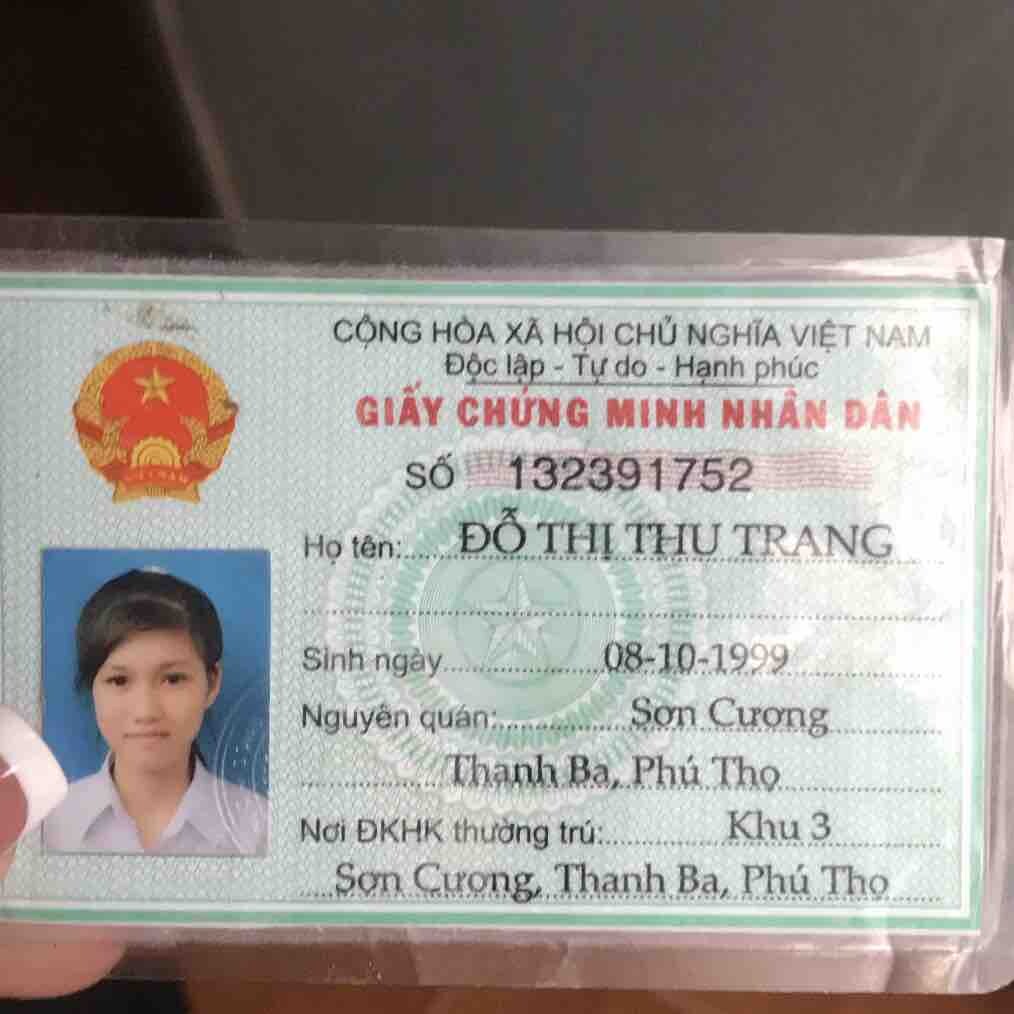 CỘNG HÒA XÃ HỘI CHỦ NGHĨA VIỆT NAM
Độc lập - Tự do - Hạnh phúc
GIẤY CHỨNG MINH NHÂN DÂN
SỐ 132391752
Họ tên: ĐỖ THỊ THU TRANG
Sinh ngày 08-10-1999
Nguyên quán: Sơn Cương
Thanh Ba, Phú Thọ
Nơi ĐKHK thường trú: Khu 3
Sơn Cương, Thanh Ba, Phú Thọ
VIỆT NAM